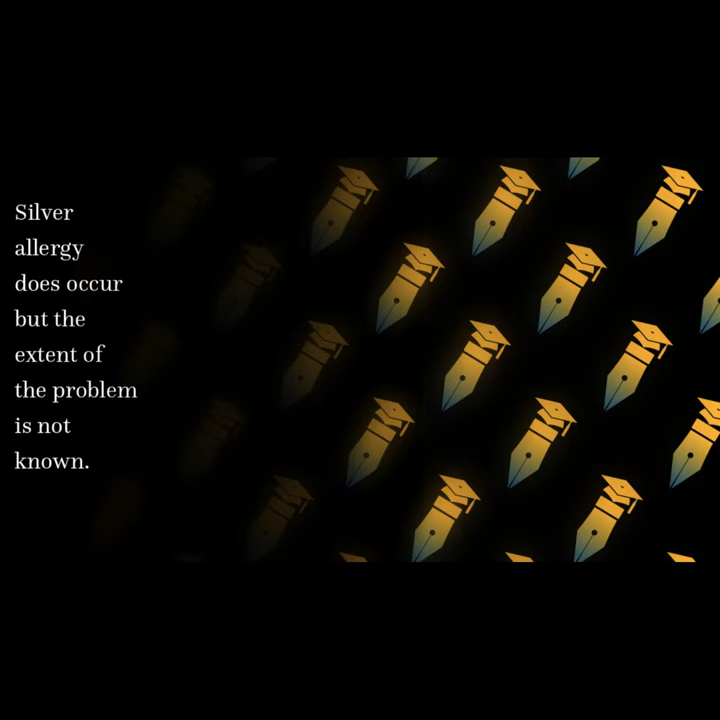 Silver
allergy
does occur
but the
extent of
the problem
is not
known.